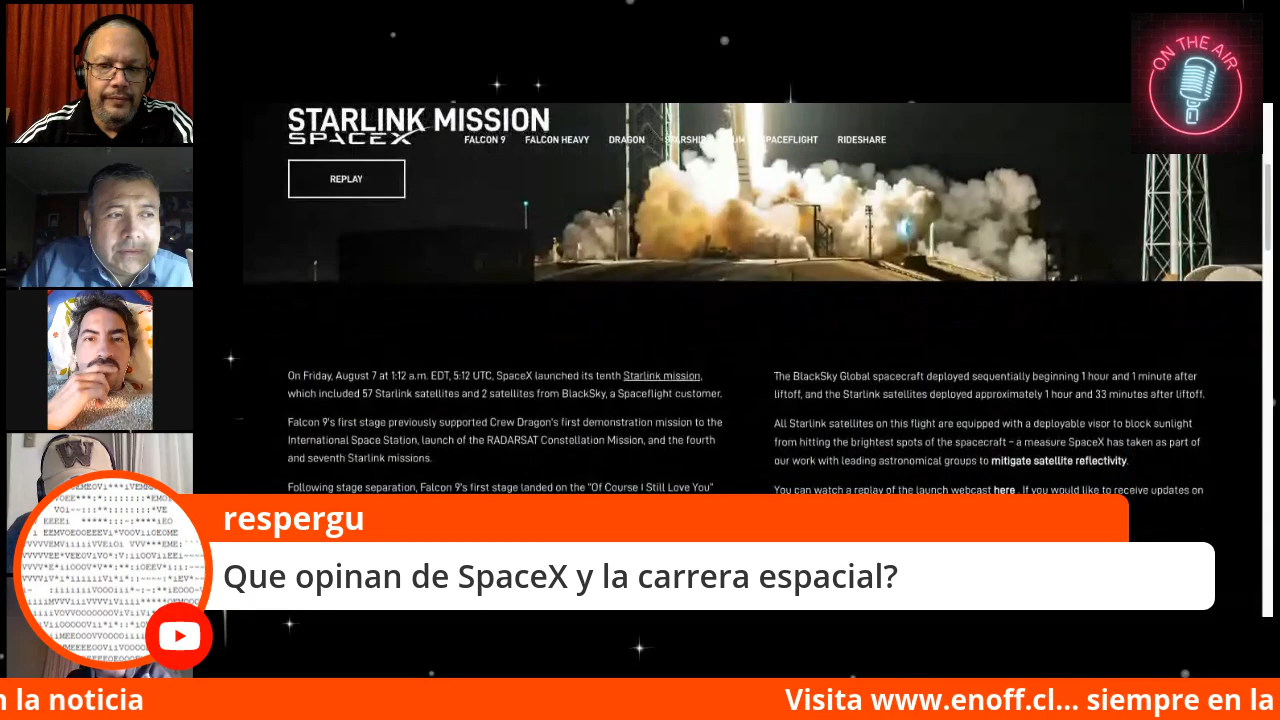 ON THE AIR
STARLINK MISSION
SPACEX
FALCON 9 FALCON HEAVY DRAGON STARSHIP SPACEFLIGHT RIDESHARE
REPLAY
On Friday, August 7 at 1:12 a.m. EDT, 5:12 UTC, SpaceX launched its tenth Starlink mission,
which included 57 Starlink satellites and 2 satellites from BlackSky, a Spaceflight customer.
Falcon 9's first stage previously supported Crew Dragon's first demonstration mission to the
International Space Station, launch of the RADARSAT Constellation Mission, and the fourth
and seventh Starlink missions.
Following stage separation, Falcon 9's first stage landed on the "Of Course I Still Love You"
The BlackSky Global spacecraft deployed sequentially beginning 1 hour and 1 minute after
liftoff, and the Starlink satellites deployed approximately 1 hour and 33 minutes after liftoff.
All Starlink satellites on this flight are equipped with a deployable visor to block sunlight
from hitting the brightest spots of the spacecraft – a measure SpaceX has taken as part of
our work with leading astronomical groups to mitigate satellite reflectivity.
You can watch a replay of the launch webcast here . If you would like to receive updates on
W
respergu
Que opinan de SpaceX y la carrera espacial?
n la noticia
Visita www.enoff.cl... siempre en la